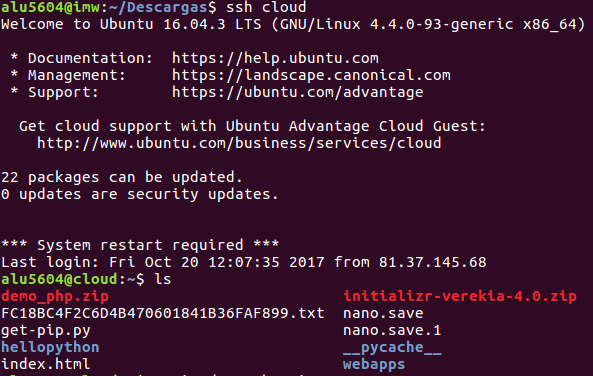 alu5604@imw:~/Descargas$ ssh cloud
Welcome to Ubuntu 16.04.3 LTS (GNU/Linux 4.4.0-93-generic x86_64)
* Documentation:  https://help.ubuntu.com
* Management:     https://landscape.canonical.com
* Support:        https://ubuntu.com/advantage
Get cloud support with Ubuntu Advantage Cloud Guest:
http://www.ubuntu.com/business/services/cloud
22 packages can be updated.
0 updates are security updates.
*** System restart required ***
Last login: Fri Oct 20 12:07:35 2017 from 81.37.145.68
alu5604@cloud:~$ ls
demo_php.zip initializr-verekia-4.0.zip
FC18BC4F2C6D4B470601841B36FAF899.txt nano.save
get-pip.py nano.save.1
hellopython __pycache__
index.html webapps